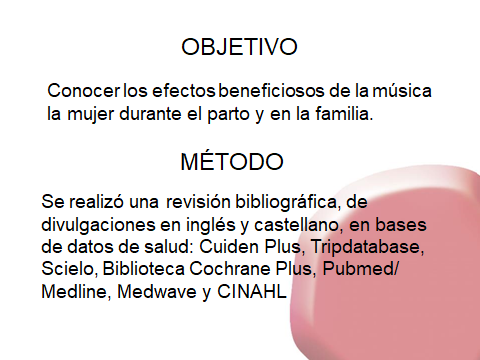 OBJETIVO
Conocer los efectos beneficiosos de la música
la mujer durante el parto y en la familia.
MÉTODO
Se realizó una revisión bibliográfica, de
divulgaciones en inglés y castellano, en bases
de datos de salud: Cuiden Plus, Tripdatabase,
Scielo, Biblioteca Cochrane Plus, Pubmed/
Medline, Medwave y CINAHL